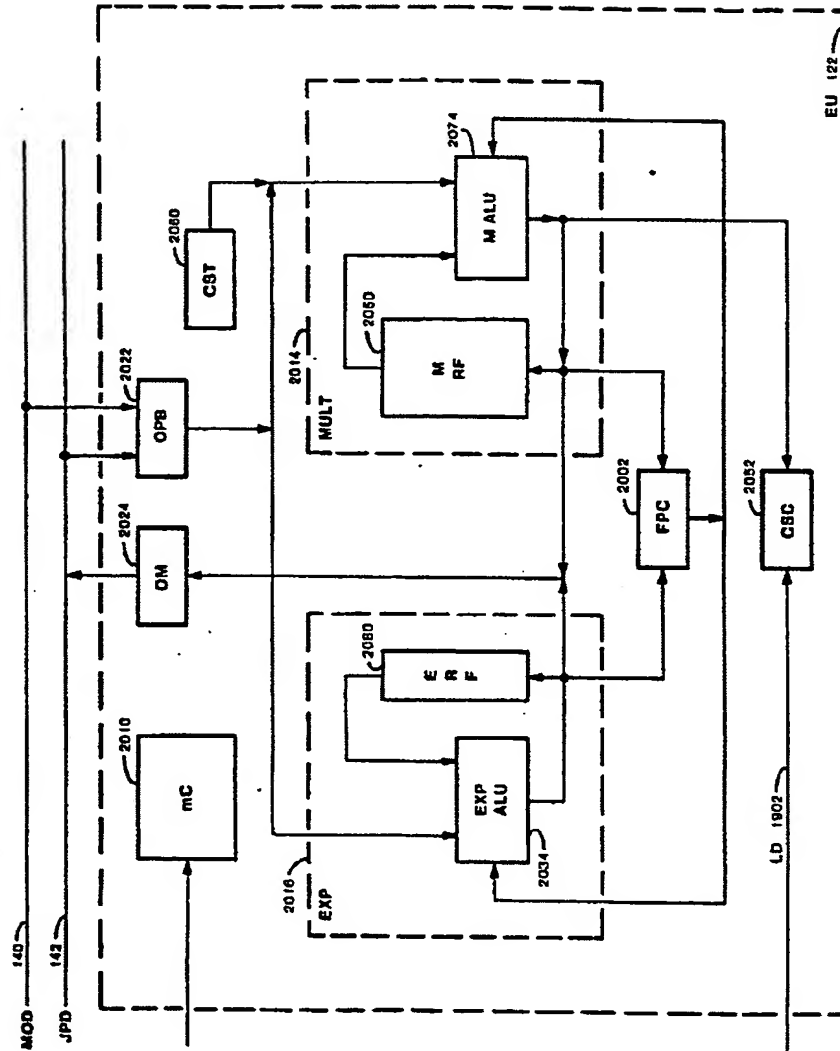 MOD
140
JPD
142
2010
mC
2024
OM
2022
OPB
2060
CST
2016
EXP
EXP
ALU
2034
2080
E
R
F
2014
MULT
2050
M
RF
2074
M ALU
2002
FPC
2052
CSC
LD 1902
EU 122